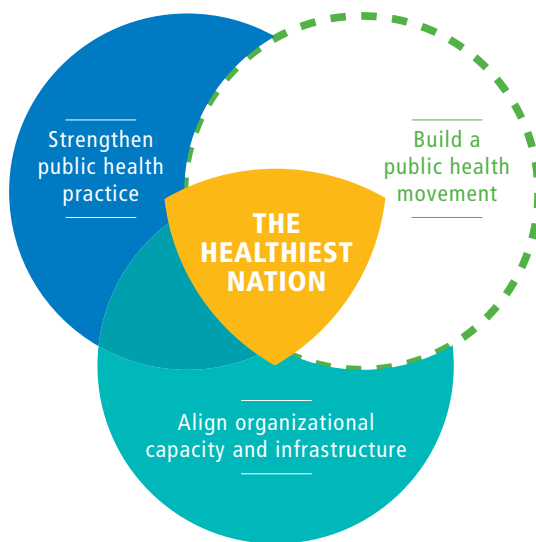 Strengthen
public health
practice
Build a
public health
movement
THE
HEALTHIEST
NATION
Align organizational
capacity and infrastructure